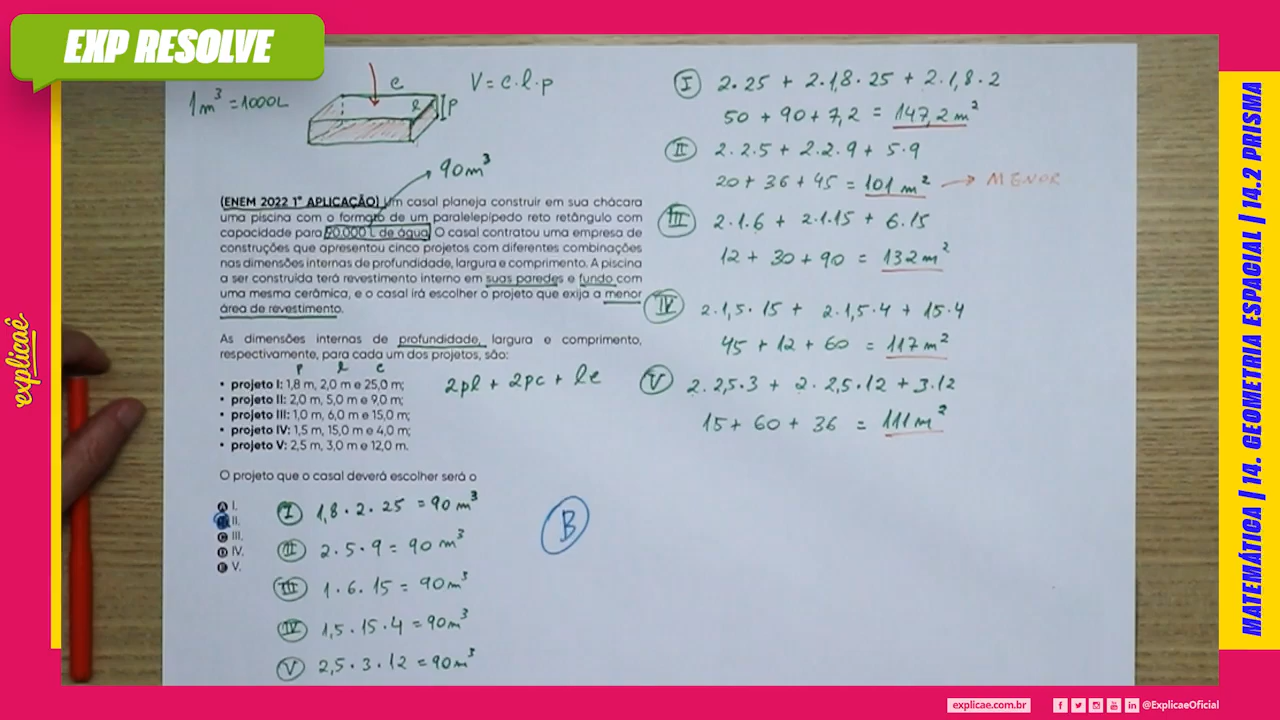 EXP RESOLVE
1m³ = 1000L
c
l
p
V = c·l·p
90m³
(ENEM 2022 1ª APLICAÇÃO) Um casal planeja construir em sua chácara
uma piscina com o formato de um paralelepípedo reto retângulo com
capacidade para 90.000 L de água. O casal contratou uma empresa de
construções que apresentou cinco projetos com diferentes combinações
nas dimensões internas de profundidade, largura e comprimento. A piscina
a ser construída terá revestimento interno em suas paredes e fundo com
uma mesma cerâmica, e o casal irá escolher o projeto que exija a menor
área de revestimento.
As dimensões internas de profundidade, largura e comprimento,
respectivamente, para cada um dos projetos, são:
p l c
• projeto I: 1,8 m, 2,0 m e 25,0 m;
• projeto II: 2,0 m, 5,0 m e 9,0 m;
• projeto III: 1,0 m, 6,0 m e 15,0 m;
• projeto IV: 1,5 m, 15,0 m e 4,0 m;
• projeto V: 2,5 m, 3,0 m e 12,0 m.
2pl + 2pc + lc
O projeto que o casal deverá escolher será o
A I.
B II.
C III.
D IV.
E V.
I 1,8 · 2 · 25 = 90 m³
II 2 · 5 · 9 = 90 m³
III 1 · 6 · 15 = 90m³
IV 1,5 · 15 · 4 = 90m³
V 2,5 · 3 · 12 = 90m³
B
I 2·25 + 2·1,8·25 + 2·1,8·2
50 + 90 + 7,2 = 147,2 m²
II 2·2·5 + 2·2·9 + 5·9
20 + 36 + 45 = 101 m² → MENOR
III 2·1·6 + 2·1·15 + 6·15
12 + 30 + 90 = 132 m²
IV 2·1,5·15 + 2·1,5·4 + 15·4
45 + 12 + 60 = 117 m²
V 2·2,5·3 + 2·2,5·12 + 3·12
15 + 60 + 36 = 111 m²
explicaê
MATEMÁTICA | 14. GEOMETRIA ESPACIAL | 14.2 PRISMA
explicae.com.br
@ExplicaeOficial